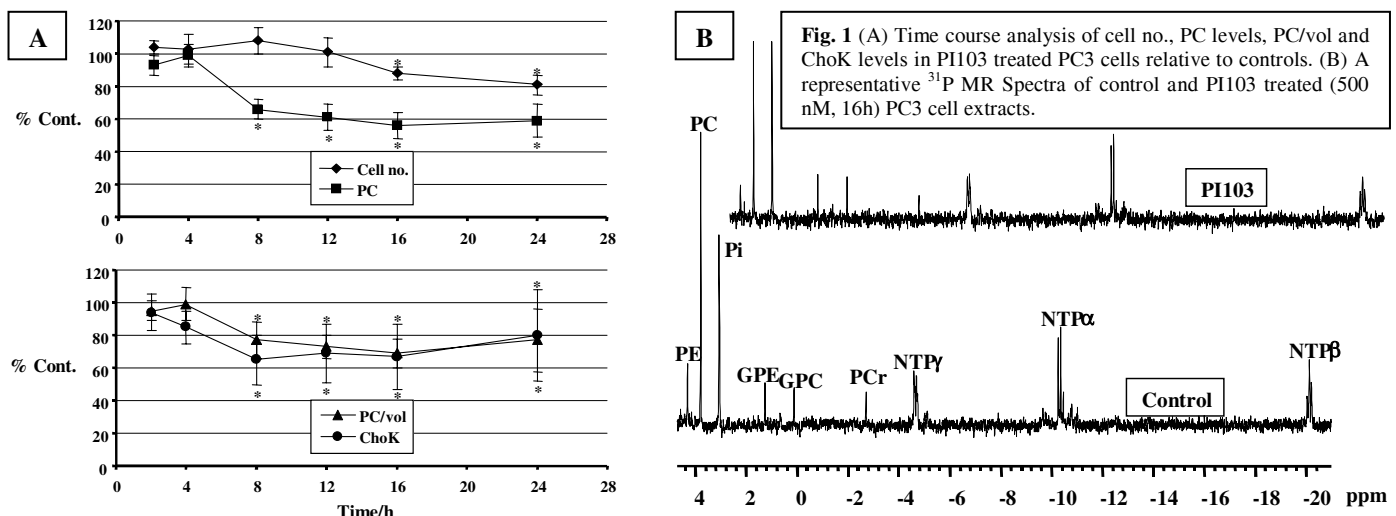 A
120
100
80
60
40
20
0
% Cont.
*
*
*
*
*
*
Cell no.
PC
0 4 8 12 16 20 24 28
120
100
80
60
40
20
0
% Cont.
*
*
*
*
*
*
*
*
PC/vol
ChoK
0 4 8 12 16 20 24 28
Time/h
B
Fig. 1 (A) Time course analysis of cell no., PC levels, PC/vol and
ChoK levels in PI103 treated PC3 cells relative to controls. (B) A
representative ³¹P MR Spectra of control and PI103 treated (500
nM, 16h) PC3 cell extracts.
PC
PI103
Pi
PE
GPE
GPC
PCr
NTPγ
NTPα
Control
NTPβ
4 2 0 -2 -4 -6 -8 -10 -12 -14 -16 -18 -20 ppm